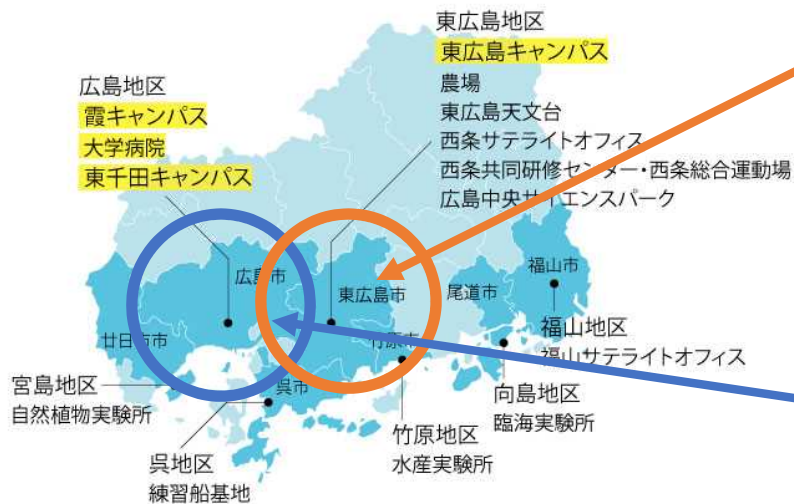 東広島地区
東広島キャンパス
農場
東広島天文台
西条サテライトオフィス
西条共同研修センター・西条総合運動場
広島中央サイエンスパーク
広島地区
霞キャンパス
大学病院
東千田キャンパス
広島市
東広島市
尾道市
福山市
廿日市市
竹原市
呉市
福山地区
福山サテライトオフィス
宮島地区
自然植物実験所
向島地区
臨海実験所
竹原地区
水産実験所
呉地区
練習船基地